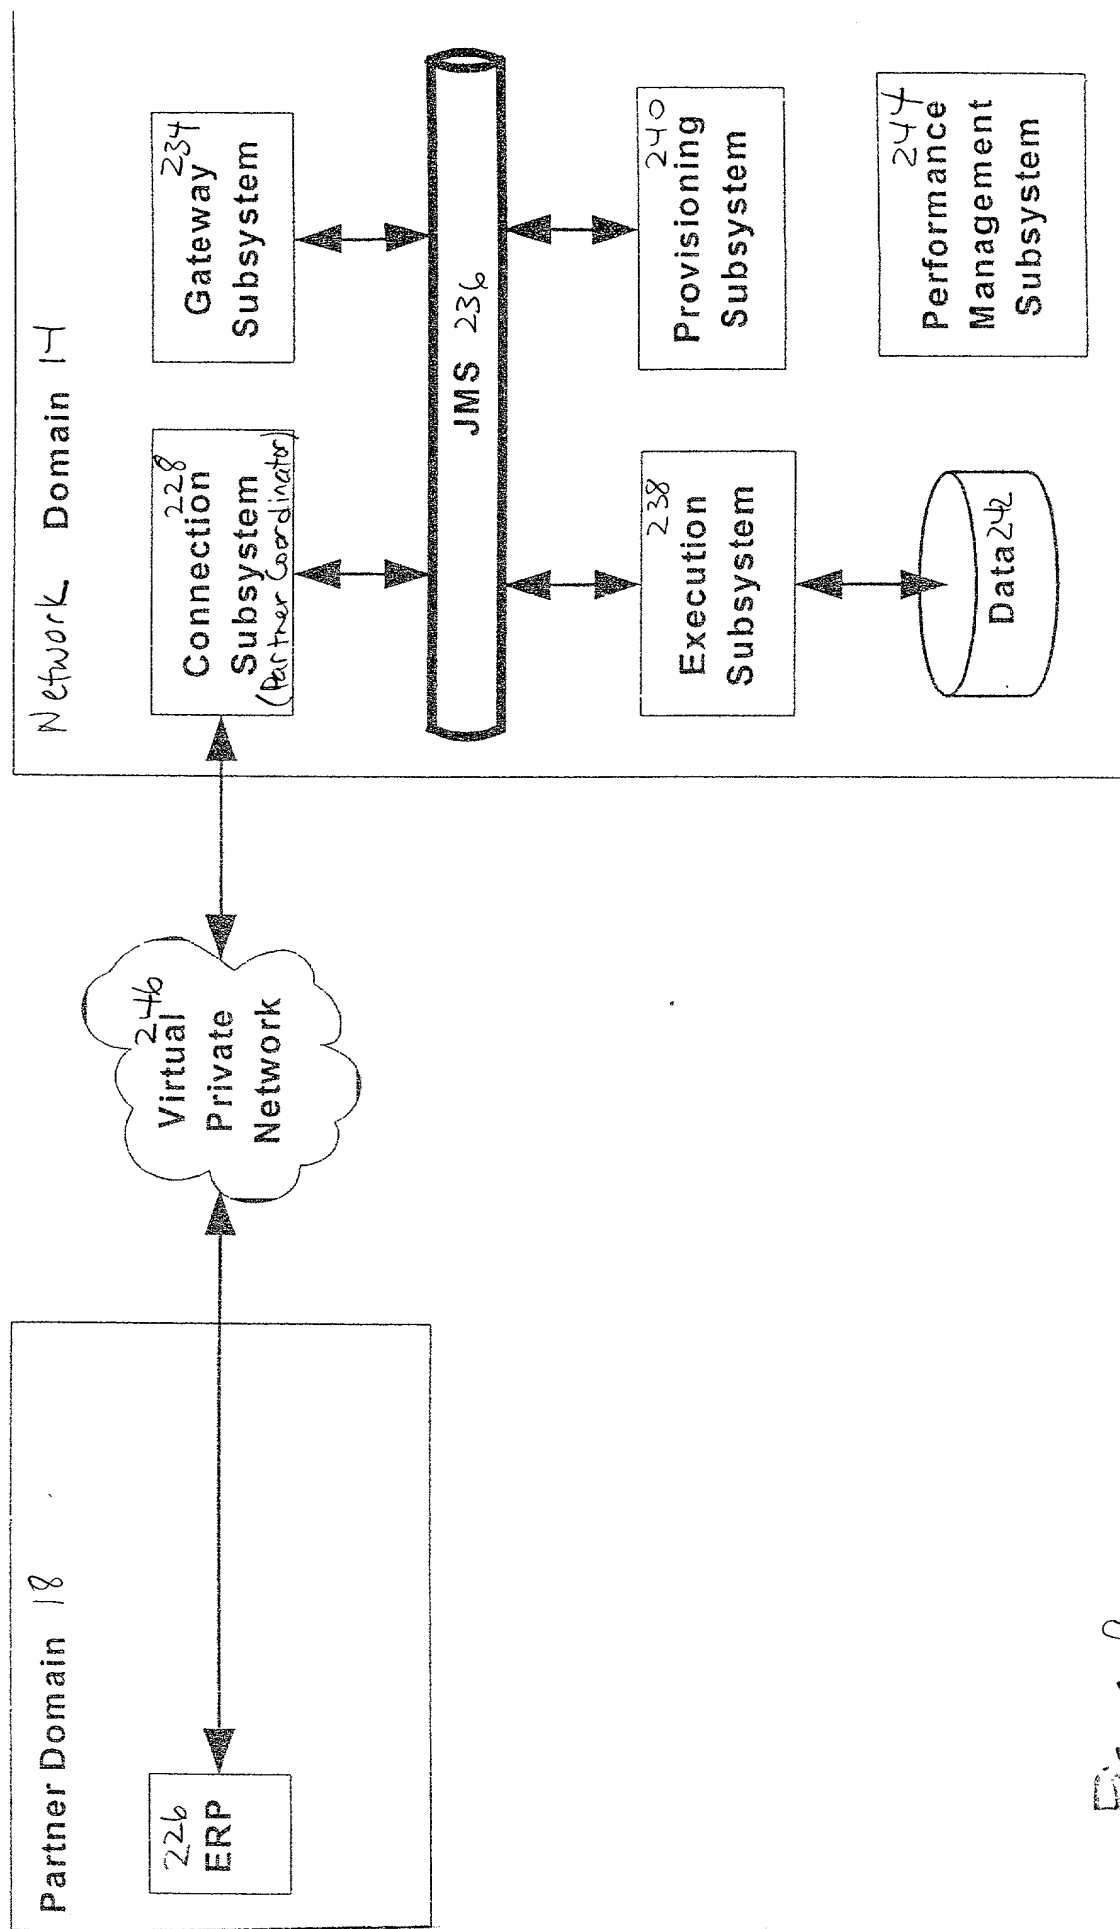 Partner Domain 18
226
ERP
246
Virtual
Private
Network
Network Domain 14
228
Connection
Subsystem
(Partner Coordinator)
234
Gateway
Subsystem
JMS 236
238
Execution
Subsystem
240
Provisioning
Subsystem
Data 242
244
Performance
Management
Subsystem